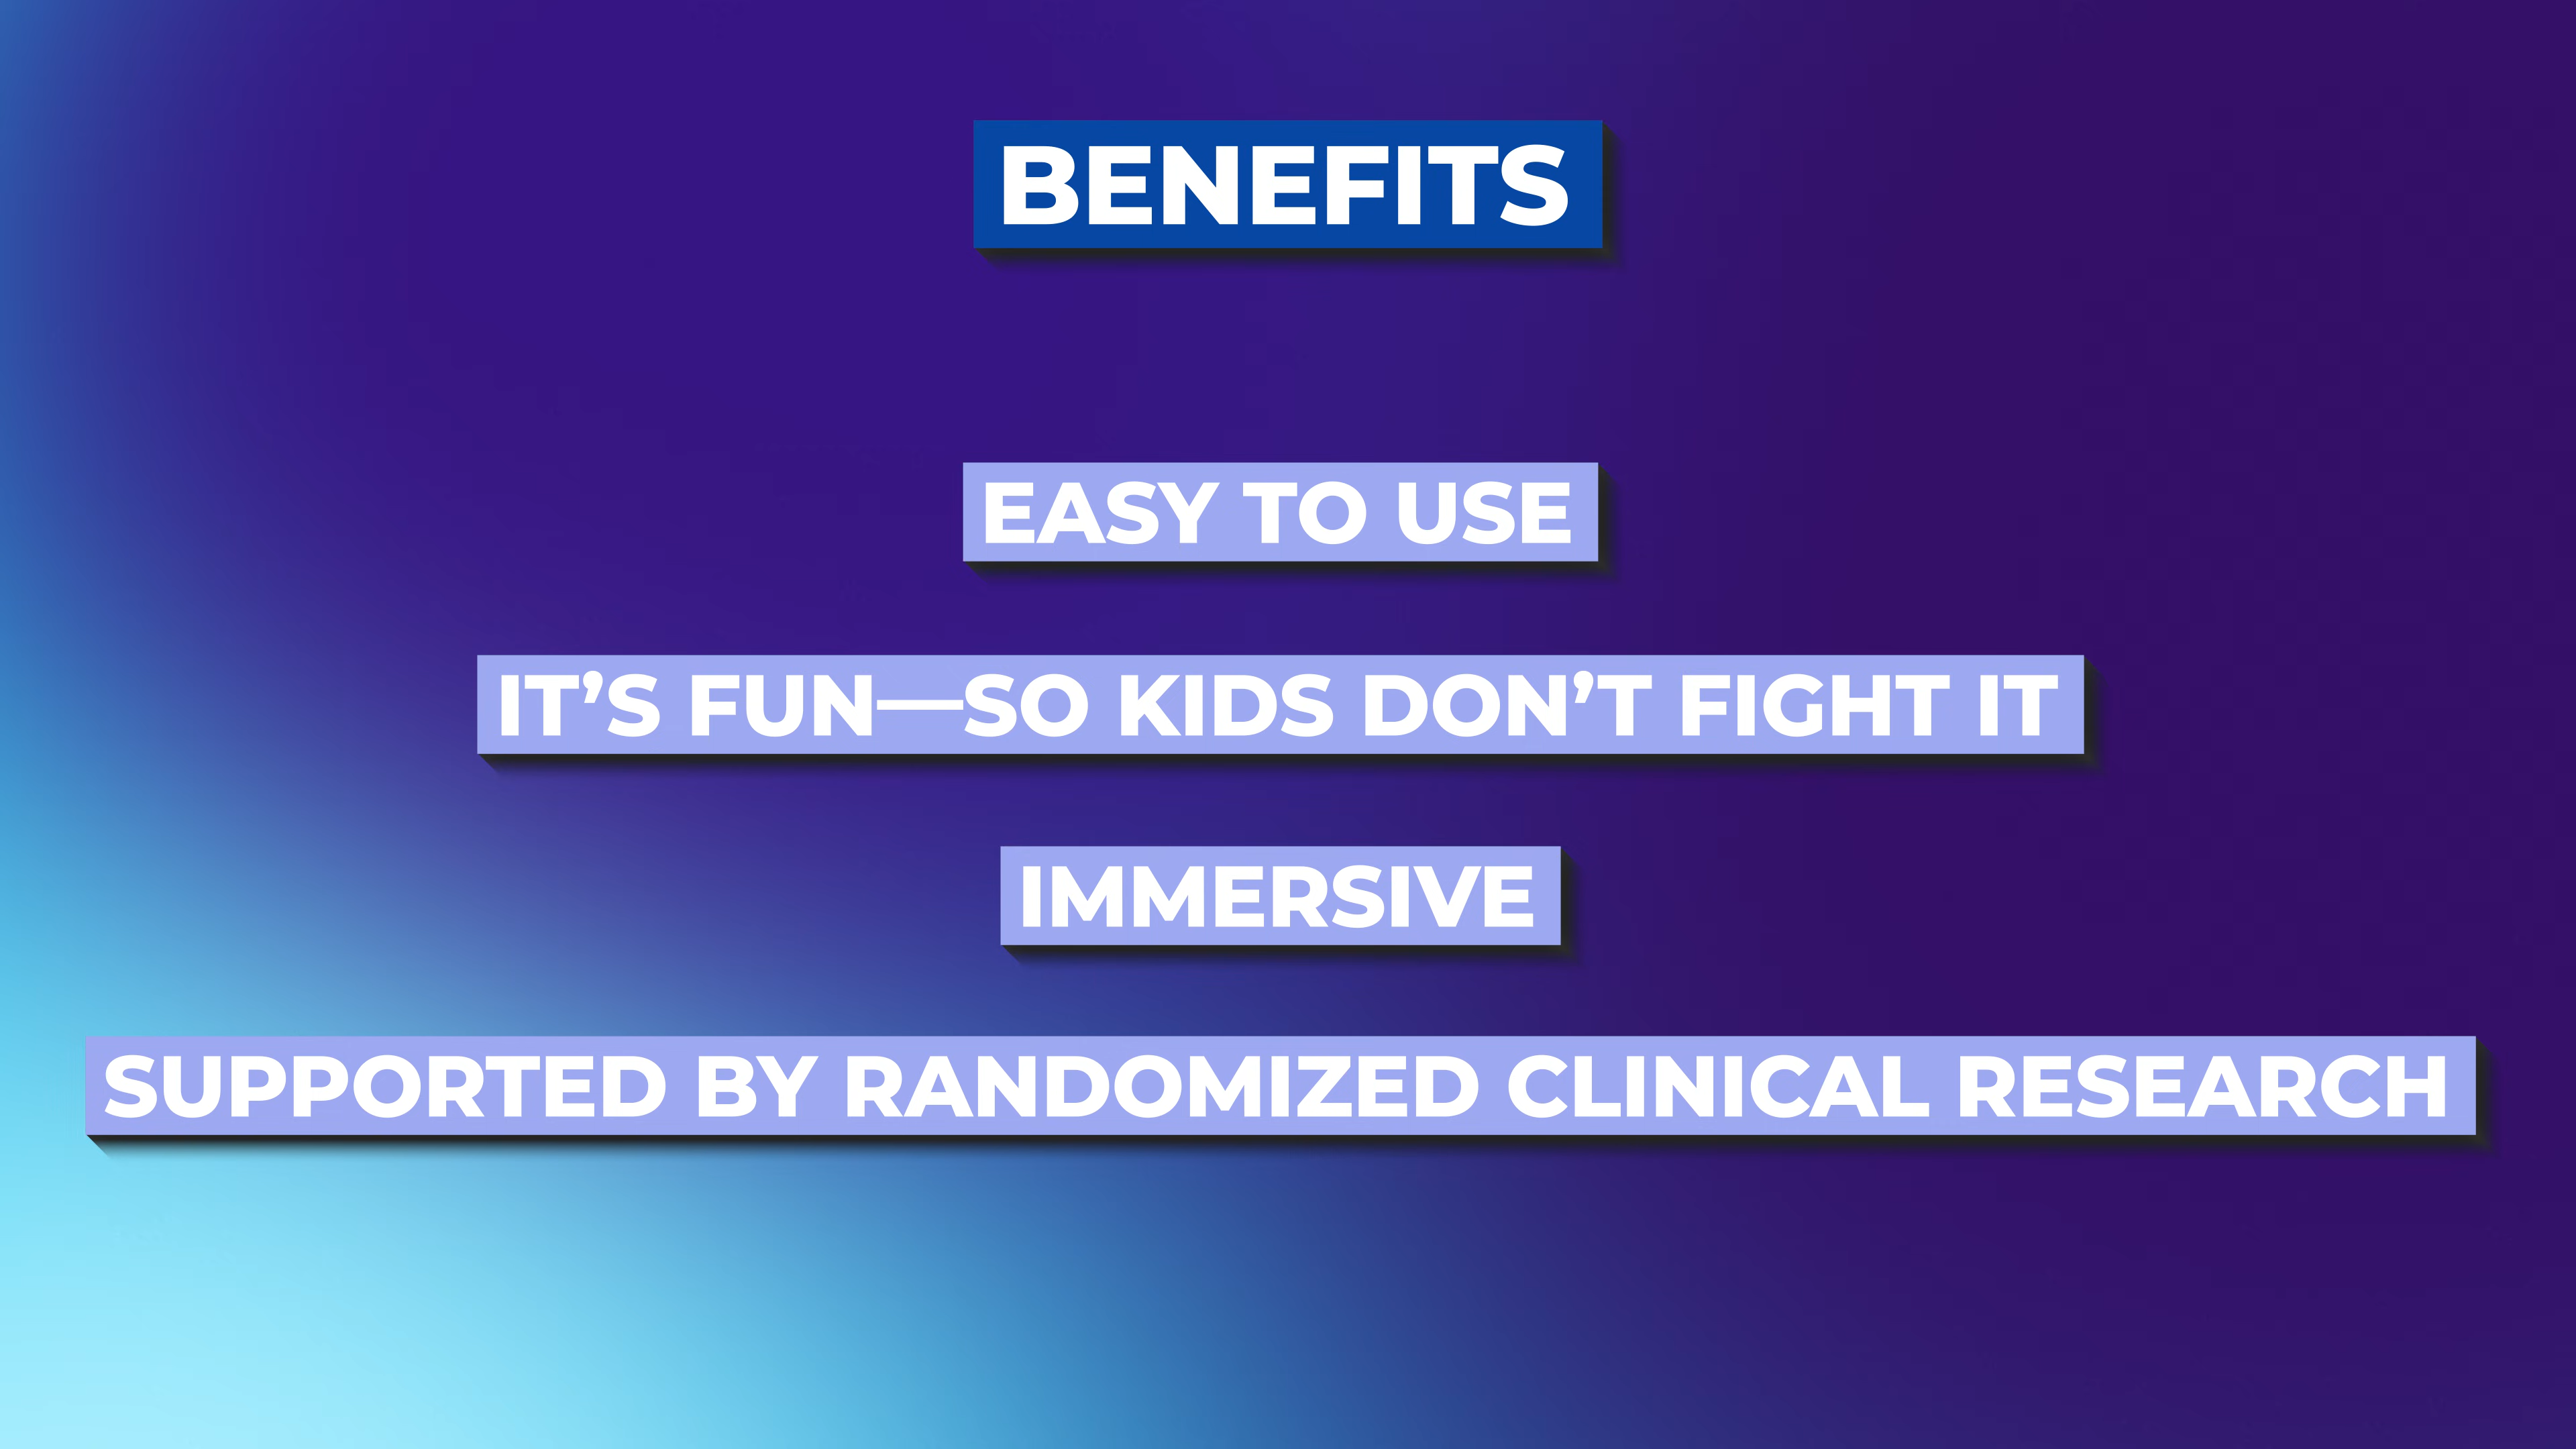 BENEFITS
EASY TO USE
IT’S FUN—SO KIDS DON’T FIGHT IT
IMMERSIVE
SUPPORTED BY RANDOMIZED CLINICAL RESEARCH